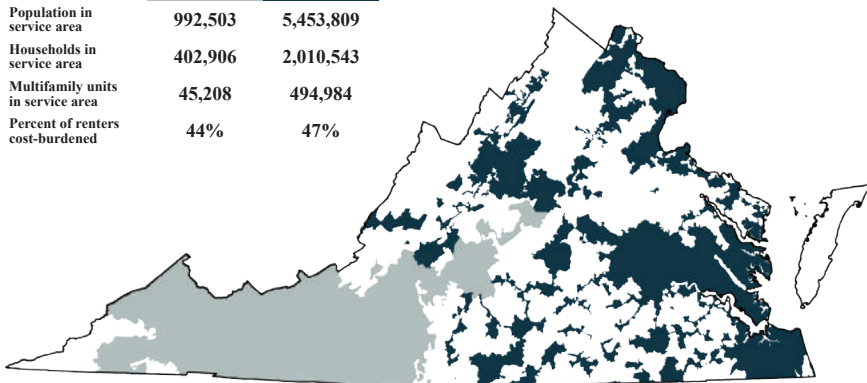 Population in
service area
992,503 5,453,809
Households in
service area
402,906 2,010,543
Multifamily units
in service area
45,208 494,984
Percent of renters
cost-burdened
44% 47%